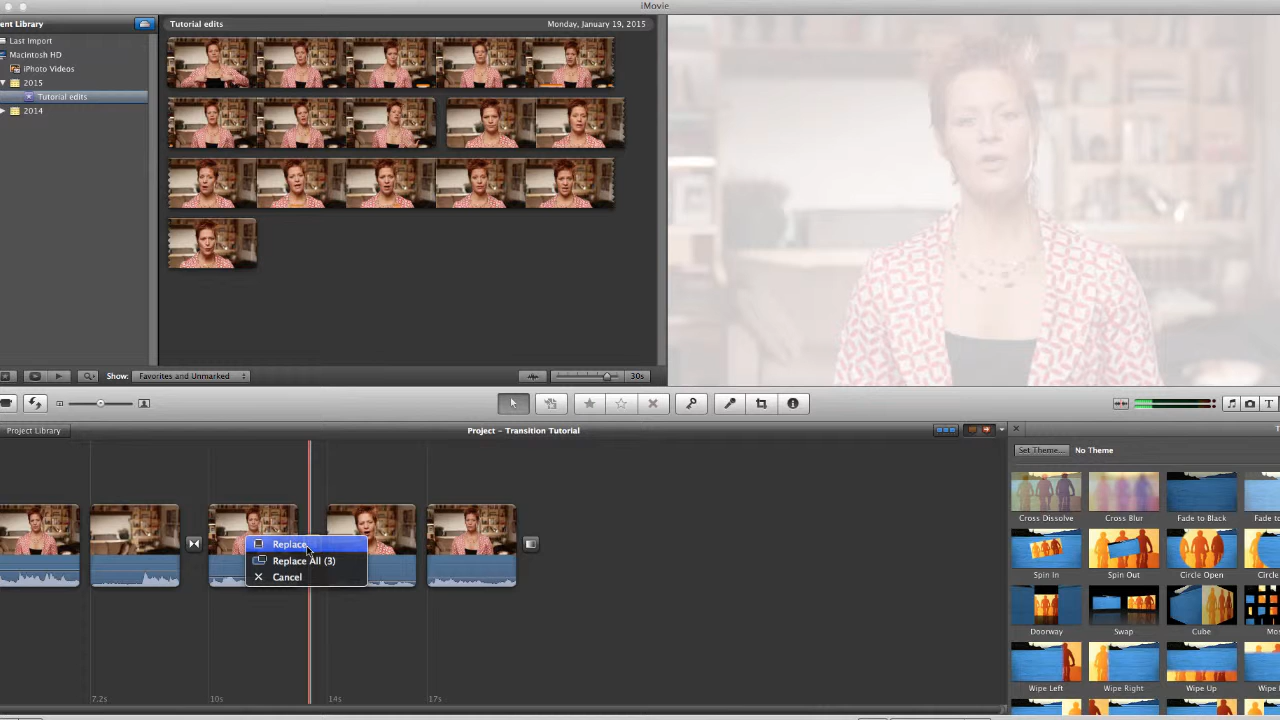 iMovie
ent Library
Tutorial edits
Monday, January 19, 2015
Last Import
Macintosh HD
iPhoto Videos
2015
Tutorial edits
2014
Show:
Favorites and Unmarked
30s
T
Project Library
Project – Transition Tutorial
T
Set Theme...
No Theme
Cross Dissolve
Cross Blur
Fade to Black
Fade to
Replace
Replace All (3)
Cancel
Spin In
Spin Out
Circle Open
Circle
Doorway
Swap
Cube
Mos
Wipe Left
Wipe Right
Wipe Up
Wipe
7.2s
10s
14s
17s